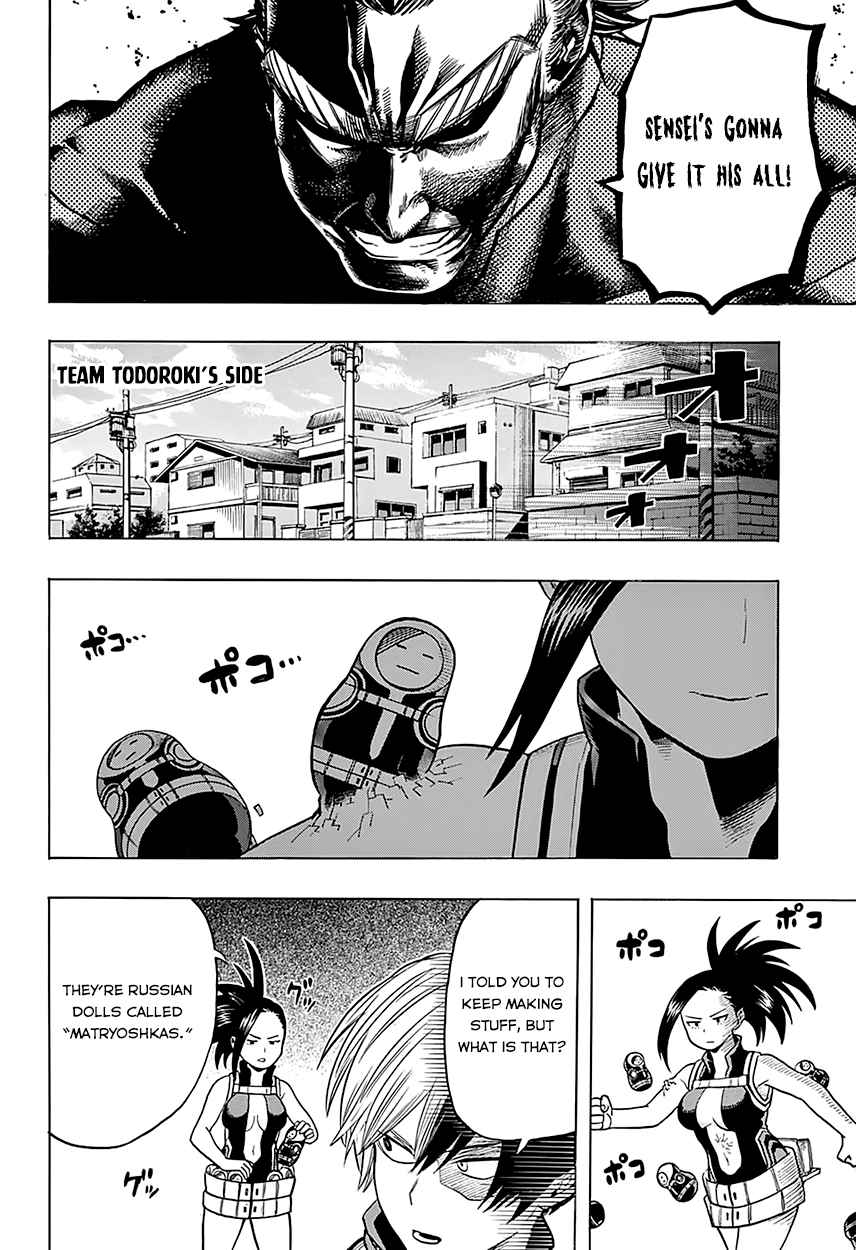 SENSEI'S GONNA
GIVE IT HIS ALL!
TEAM TODOROKI'S SIDE
オ
オ
オ
ポコ…
ポコ…
ポコ
ポコ
ポコ
I TOLD YOU TO
KEEP MAKING
STUFF, BUT
WHAT IS THAT?
THEY'RE RUSSIAN
DOLLS CALLED
"MATRYOSHKAS."
グッ
グッ